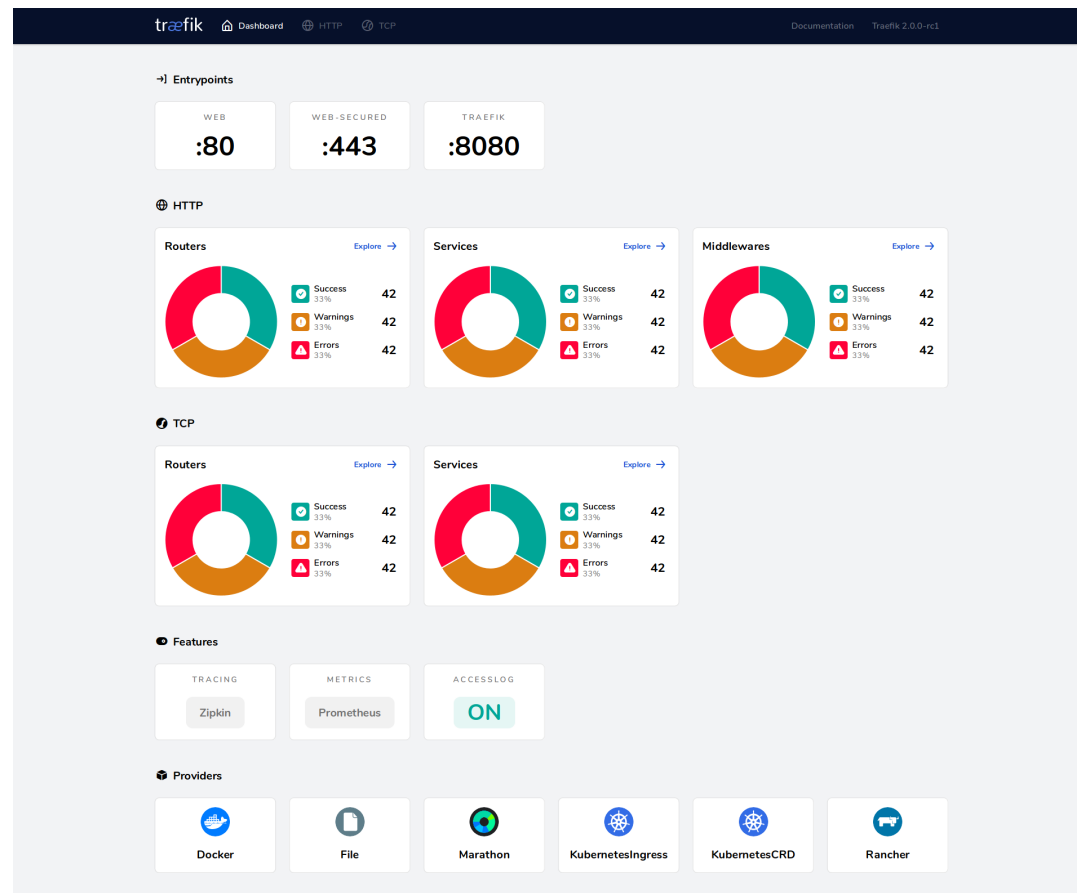 træfik Dashboard HTTP TCP Documentation Traefik 2.0.0-rc1
Entrypoints
WEB WEB-SECURED TRAEFIK
:80 :443 :8080
HTTP
Routers Explore Services Explore Middlewares Explore
Success 42 Success 42 Success 42
33% 33% 33%
Warnings 42 Warnings 42 Warnings 42
33% 33% 33%
Errors 42 Errors 42 Errors 42
33% 33% 33%
TCP
Routers Explore Services Explore
Success 42 Success 42
33% 33%
Warnings 42 Warnings 42
33% 33%
Errors 42 Errors 42
33% 33%
Features
TRACING METRICS ACCESSLOG
Zipkin Prometheus ON
Providers
Docker File Marathon KubernetesIngress KubernetesCRD Rancher